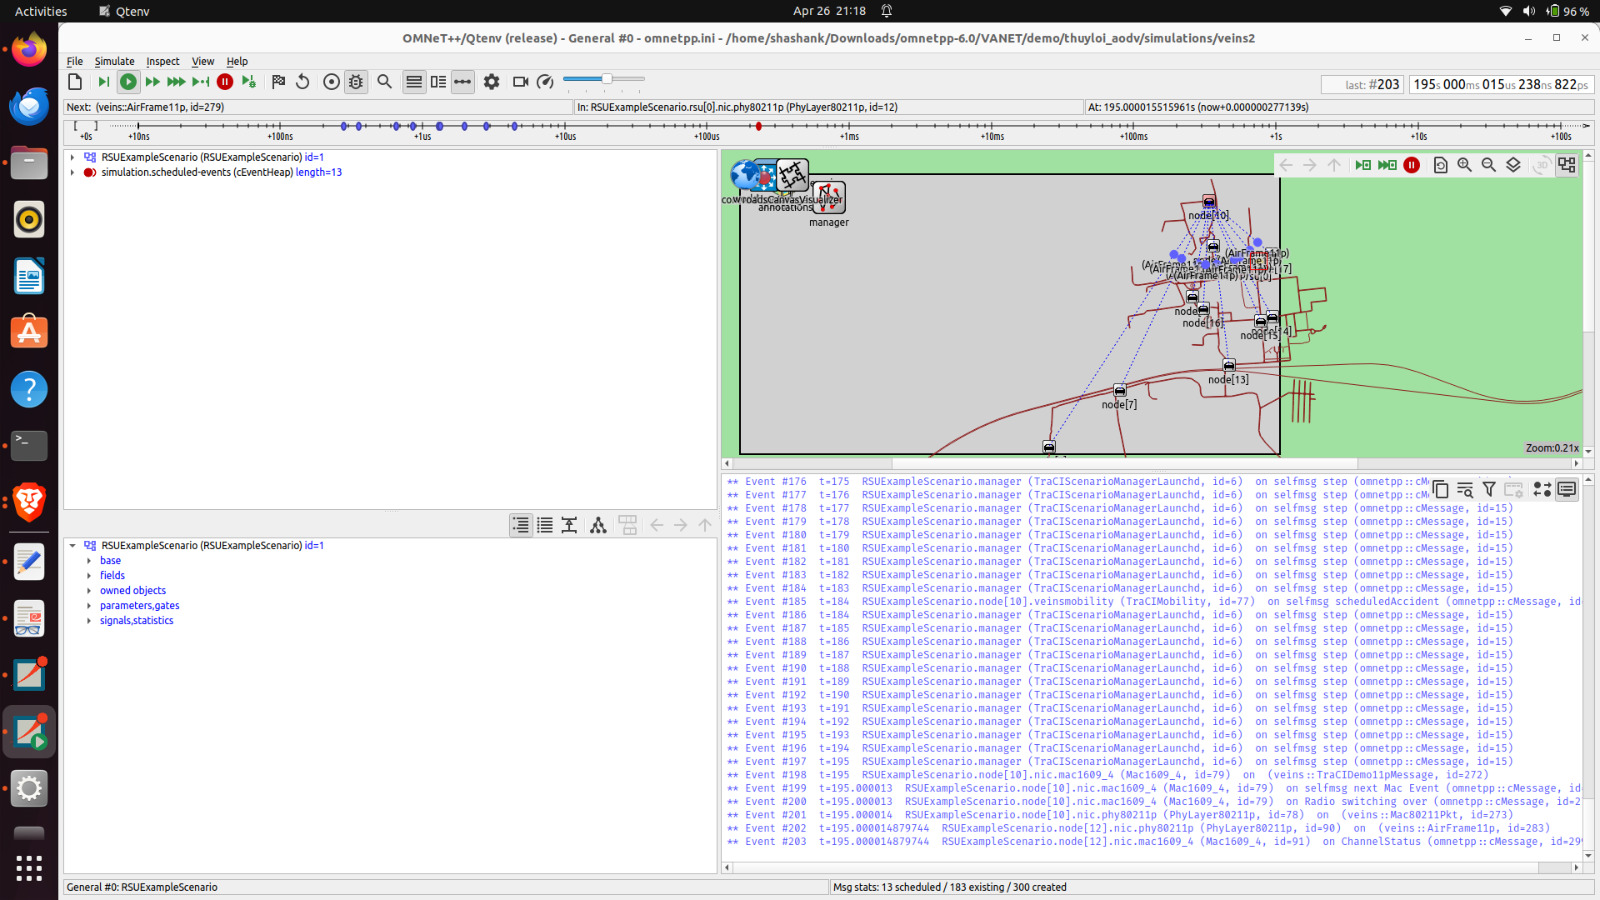 Activities
Qtenv
Apr 26 21:18
96 %
OMNeT++/Qtenv (release) - General #0 - omnetpp.ini - /home/shashank/Downloads/omnetpp-6.0/VANET/demo/thuyloi_aodv/simulations/veins2
File Simulate Inspect View Help
last: #203
195s 000ms 015us 238ns 822ps
Next: (veins::AirFrame11p, id=279)
In: RSUExampleScenario.rsu[0].nic.phy80211p (PhyLayer80211p, id=12)
At: 195.000015515961s (now+0.000000277139s)
+0s +10ns +100ns +1us +10us +100us +1ms +10ms +100ms +1s +10s +100s
RSUExampleScenario (RSUExampleScenario) id=1
simulation.scheduled-events (cEventHeap) length=13
annotations
manager
node[10]
(AirFrame11p)
node[16]
node[14]
node[15]
node[13]
node[7]
Zoom:0.21x
RSUExampleScenario (RSUExampleScenario) id=1
base
fields
owned objects
parameters,gates
signals,statistics
** Event #176 t=175 RSUExampleScenario.manager (TraCIScenarioManagerLaunchd, id=6) on selfmsg step (omnetpp::cMe
** Event #177 t=176 RSUExampleScenario.manager (TraCIScenarioManagerLaunchd, id=6) on selfmsg step (omnetpp::cMe
** Event #178 t=177 RSUExampleScenario.manager (TraCIScenarioManagerLaunchd, id=6) on selfmsg step (omnetpp::cMessage, id=15)
** Event #179 t=178 RSUExampleScenario.manager (TraCIScenarioManagerLaunchd, id=6) on selfmsg step (omnetpp::cMessage, id=15)
** Event #180 t=179 RSUExampleScenario.manager (TraCIScenarioManagerLaunchd, id=6) on selfmsg step (omnetpp::cMessage, id=15)
** Event #181 t=180 RSUExampleScenario.manager (TraCIScenarioManagerLaunchd, id=6) on selfmsg step (omnetpp::cMessage, id=15)
** Event #182 t=181 RSUExampleScenario.manager (TraCIScenarioManagerLaunchd, id=6) on selfmsg step (omnetpp::cMessage, id=15)
** Event #183 t=182 RSUExampleScenario.manager (TraCIScenarioManagerLaunchd, id=6) on selfmsg step (omnetpp::cMessage, id=15)
** Event #184 t=183 RSUExampleScenario.manager (TraCIScenarioManagerLaunchd, id=6) on selfmsg step (omnetpp::cMessage, id=15)
** Event #185 t=184 RSUExampleScenario.node[10].veinsmobility (TraCIMobility, id=77) on selfmsg scheduledAccident (omnetpp::cMessage, id=
** Event #186 t=184 RSUExampleScenario.manager (TraCIScenarioManagerLaunchd, id=6) on selfmsg step (omnetpp::cMessage, id=15)
** Event #187 t=185 RSUExampleScenario.manager (TraCIScenarioManagerLaunchd, id=6) on selfmsg step (omnetpp::cMessage, id=15)
** Event #188 t=186 RSUExampleScenario.manager (TraCIScenarioManagerLaunchd, id=6) on selfmsg step (omnetpp::cMessage, id=15)
** Event #189 t=187 RSUExampleScenario.manager (TraCIScenarioManagerLaunchd, id=6) on selfmsg step (omnetpp::cMessage, id=15)
** Event #190 t=188 RSUExampleScenario.manager (TraCIScenarioManagerLaunchd, id=6) on selfmsg step (omnetpp::cMessage, id=15)
** Event #191 t=189 RSUExampleScenario.manager (TraCIScenarioManagerLaunchd, id=6) on selfmsg step (omnetpp::cMessage, id=15)
** Event #192 t=190 RSUExampleScenario.manager (TraCIScenarioManagerLaunchd, id=6) on selfmsg step (omnetpp::cMessage, id=15)
** Event #193 t=191 RSUExampleScenario.manager (TraCIScenarioManagerLaunchd, id=6) on selfmsg step (omnetpp::cMessage, id=15)
** Event #194 t=192 RSUExampleScenario.manager (TraCIScenarioManagerLaunchd, id=6) on selfmsg step (omnetpp::cMessage, id=15)
** Event #195 t=193 RSUExampleScenario.manager (TraCIScenarioManagerLaunchd, id=6) on selfmsg step (omnetpp::cMessage, id=15)
** Event #196 t=194 RSUExampleScenario.manager (TraCIScenarioManagerLaunchd, id=6) on selfmsg step (omnetpp::cMessage, id=15)
** Event #197 t=195 RSUExampleScenario.manager (TraCIScenarioManagerLaunchd, id=6) on selfmsg step (omnetpp::cMessage, id=15)
** Event #198 t=195 RSUExampleScenario.node[10].nic.mac1609_4 (Mac1609_4, id=79) on (veins::TraCIDemo11pMessage, id=272)
** Event #199 t=195.000013 RSUExampleScenario.node[10].nic.mac1609_4 (Mac1609_4, id=79) on selfmsg next Mac Event (omnetpp::cMessage, id=
** Event #200 t=195.000013 RSUExampleScenario.node[10].nic.mac1609_4 (Mac1609_4, id=79) on Radio switching over (omnetpp::cMessage, id=2
** Event #201 t=195.000014 RSUExampleScenario.node[10].nic.phy80211p (PhyLayer80211p, id=78) on (veins::Mac80211Pkt, id=273)
** Event #202 t=195.000014879744 RSUExampleScenario.node[12].nic.phy80211p (PhyLayer80211p, id=90) on (veins::AirFrame11p, id=283)
** Event #203 t=195.000014879744 RSUExampleScenario.node[12].nic.mac1609_4 (Mac1609_4, id=91) on ChannelStatus (omnetpp::cMessage, id=299
General #0: RSUExampleScenario
Msg stats: 13 scheduled / 183 existing / 300 created